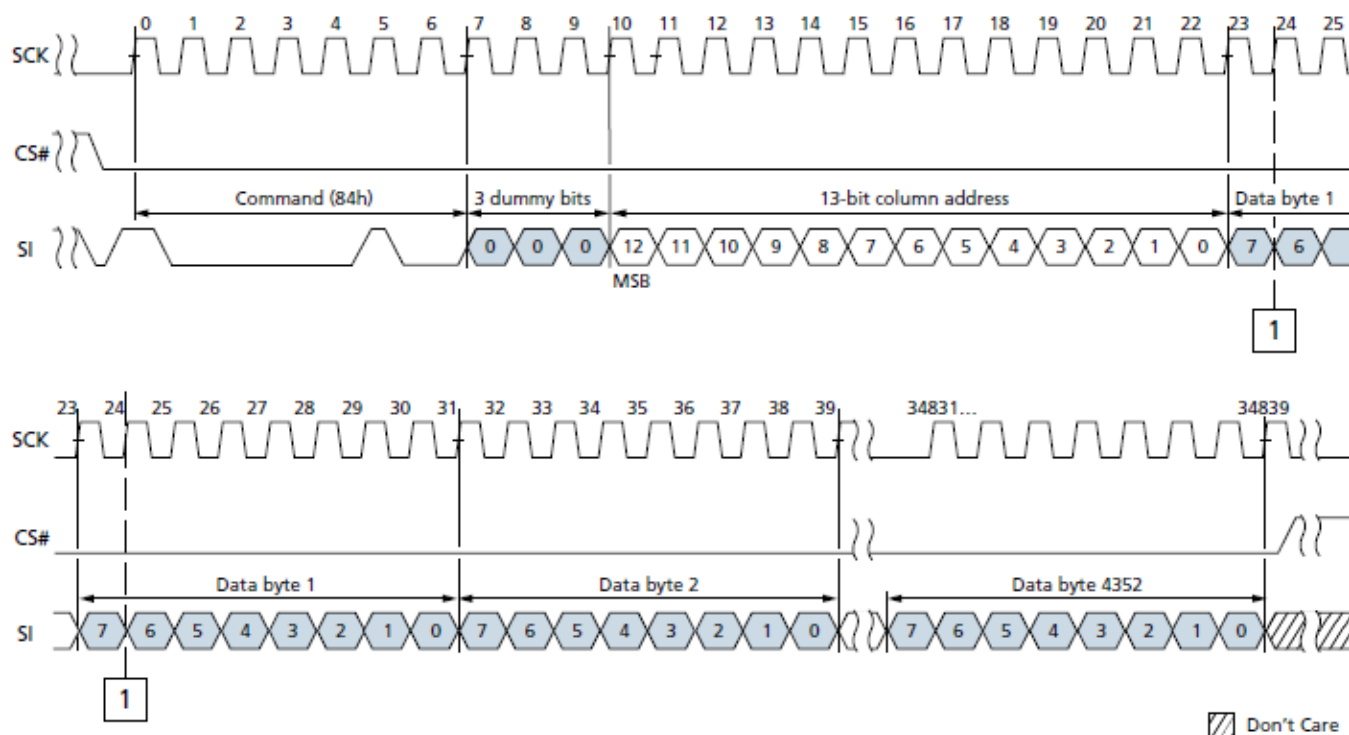 0 1 2 3 4 5 6 7 8 9 10 11 12 13 14 15 16 17 18 19 20 21 22 23 24 25
SCK
CS#
Command (84h) 3 dummy bits 13-bit column address Data byte 1
SI 0 0 0 12 11 10 9 8 7 6 5 4 3 2 1 0 7 6
MSB
1
23 24 25 26 27 28 29 30 31 32 33 34 35 36 37 38 39 34831... 34839
SCK
CS#
Data byte 1 Data byte 2 Data byte 4352
SI 7 6 5 4 3 2 1 0 7 6 5 4 3 2 1 0 7 6 5 4 3 2 1 0
1
Don't Care